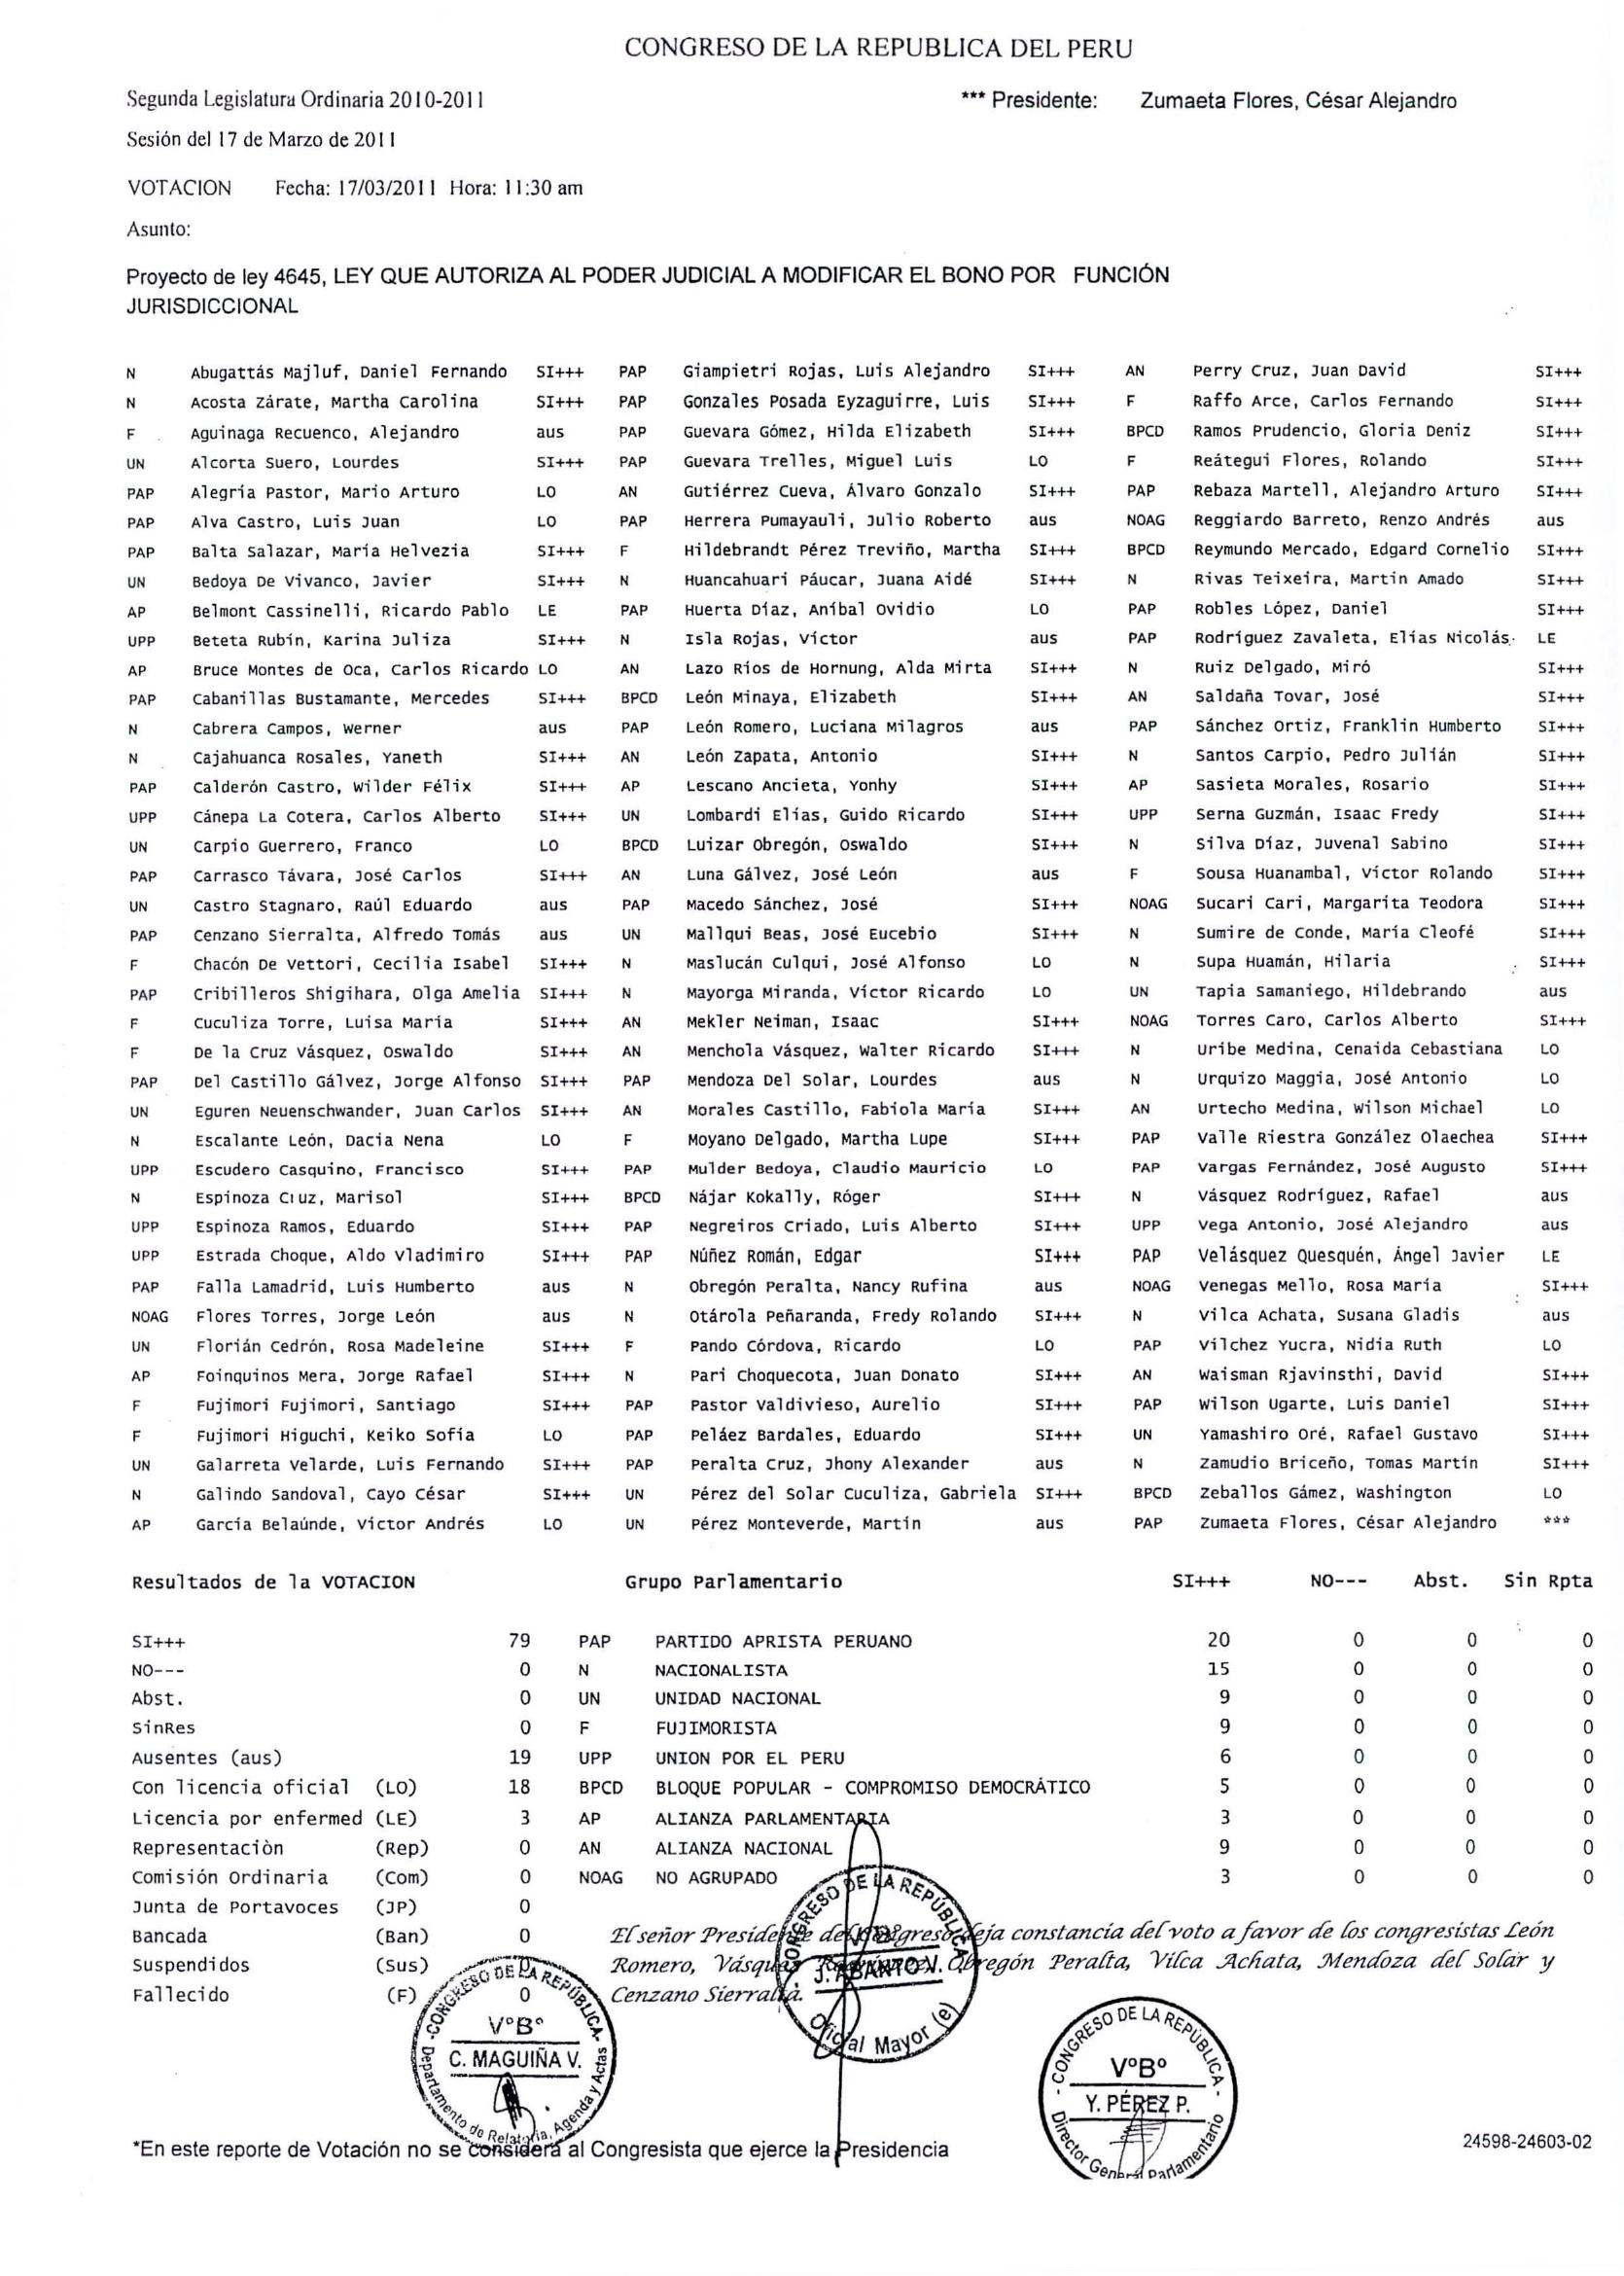 CONGRESO DE LA REPUBLICA DEL PERU
Segunda Legislatura Ordinaria 2010-2011 *** Presidente: Zumaeta Flores, César Alejandro
Sesión del 17 de Marzo de 2011
VOTACION Fecha: 17/03/2011 Hora: 11:30 am
Asunto:
Proyecto de ley 4645, LEY QUE AUTORIZA AL PODER JUDICIAL A MODIFICAR EL BONO POR FUNCIÓN
JURISDICCIONAL
N Abugattás Majluf, Daniel Fernando SI+++ PAP Giampietri Rojas, Luis Alejandro SI+++ AN Perry Cruz, Juan David SI+++
N Acosta Zárate, Martha Carolina SI+++ PAP Gonzales Posada Eyzaguirre, Luis SI+++ F Raffo Arce, Carlos Fernando SI+++
F Aguinaga Recuenco, Alejandro aus PAP Guevara Gómez, Hilda Elizabeth SI+++ BPCD Ramos Prudencio, Gloria Deniz SI+++
UN Alcorta Suero, Lourdes SI+++ PAP Guevara Trelles, Miguel Luis LO F Reátegui Flores, Rolando SI+++
PAP Alegría Pastor, Mario Arturo LO AN Gutiérrez Cueva, Álvaro Gonzalo SI+++ PAP Rebaza Martell, Alejandro Arturo SI+++
PAP Alva Castro, Luis Juan LO PAP Herrera Pumayauli, Julio Roberto aus NOAG Reggiardo Barreto, Renzo Andrés aus
PAP Balta Salazar, María Helvezia SI+++ F Hildebrandt Pérez Treviño, Martha SI+++ BPCD Reymundo Mercado, Edgard Cornelio SI+++
UN Bedoya De Vivanco, Javier SI+++ N Huancahuari Páucar, Juana Aidé SI+++ N Rivas Teixeira, Martin Amado SI+++
AP Belmont Cassinelli, Ricardo Pablo LE PAP Huerta Díaz, Aníbal Ovidio LO PAP Robles López, Daniel SI+++
UPP Beteta Rubín, Karina Juliza SI+++ N Isla Rojas, Víctor aus PAP Rodríguez Zavaleta, Elías Nicolás LE
AP Bruce Montes de Oca, Carlos Ricardo LO AN Lazo Ríos de Hornung, Alda Mirta SI+++ N Ruiz Delgado, Miró SI+++
PAP Cabanillas Bustamante, Mercedes SI+++ BPCD León Minaya, Elizabeth SI+++ AN Saldaña Tovar, José SI+++
N Cabrera Campos, Werner aus PAP León Romero, Luciana Milagros aus PAP Sánchez Ortiz, Franklin Humberto SI+++
N Cajahuanca Rosales, Yaneth SI+++ AN León Zapata, Antonio SI+++ N Santos Carpio, Pedro Julián SI+++
PAP Calderón Castro, Wilder Félix SI+++ AP Lescano Ancieta, Yonhy SI+++ AP Sasieta Morales, Rosario SI+++
UPP Cánepa La Cotera, Carlos Alberto SI+++ UN Lombardi Elías, Guido Ricardo SI+++ UPP Serna Guzmán, Isaac Fredy SI+++
UN Carpio Guerrero, Franco LO BPCD Luizar Obregón, Oswaldo SI+++ N Silva Díaz, Juvenal Sabino SI+++
PAP Carrasco Távara, José Carlos SI+++ AN Luna Gálvez, José León aus F Sousa Huanambal, Víctor Rolando SI+++
UN Castro Stagnaro, Raúl Eduardo aus PAP Macedo Sánchez, José SI+++ NOAG Sucari Cari, Margarita Teodora SI+++
PAP Cenzano Sierralta, Alfredo Tomás aus UN Mallqui Beas, José Eucebio SI+++ N Sumire de Conde, María Cleofé SI+++
F Chacón De Vettori, Cecilia Isabel SI+++ N Maslucán Culqui, José Alfonso LO N Supa Huamán, Hilaria SI+++
PAP Cribilleros Shigihara, Olga Amelia SI+++ N Mayorga Miranda, Víctor Ricardo LO UN Tapia Samaniego, Hildebrando aus
F Cuculiza Torre, Luisa María SI+++ AN Mekler Neiman, Isaac SI+++ NOAG Torres Caro, Carlos Alberto SI+++
F De la Cruz Vásquez, Oswaldo SI+++ AN Menchola Vásquez, Walter Ricardo SI+++ N Uribe Medina, Cenaida Cebastiana LO
PAP Del Castillo Gálvez, Jorge Alfonso SI+++ PAP Mendoza Del Solar, Lourdes aus N Urquizo Maggia, José Antonio LO
UN Eguren Neuenschwander, Juan Carlos SI+++ AN Morales Castillo, Fabiola María SI+++ AN Urtecho Medina, Wilson Michael LO
N Escalante León, Dacia Nena LO F Moyano Delgado, Martha Lupe SI+++ PAP Valle Riestra González Olaechea SI+++
UPP Escudero Casquino, Francisco SI+++ PAP Mulder Bedoya, Claudio Mauricio LO PAP Vargas Fernández, José Augusto SI+++
N Espinoza Cruz, Marisol SI+++ BPCD Nájar Kokally, Róger SI+++ N Vásquez Rodríguez, Rafael aus
UPP Espinoza Ramos, Eduardo SI+++ PAP Negreiros Criado, Luis Alberto SI+++ UPP Vega Antonio, José Alejandro aus
UPP Estrada Choque, Aldo Vladimiro SI+++ PAP Núñez Román, Edgar SI+++ PAP Velásquez Quesquén, Ángel Javier LE
PAP Falla Lamadrid, Luis Humberto aus N Obregón Peralta, Nancy Rufina aus NOAG Venegas Mello, Rosa María SI+++
NOAG Flores Torres, Jorge León aus N Otárola Peñaranda, Fredy Rolando SI+++ N Vilca Achata, Susana Gladis aus
UN Florián Cedrón, Rosa Madeleine SI+++ F Pando Córdova, Ricardo LO PAP Vilchez Yucra, Nidia Ruth LO
AP Foinquinos Mera, Jorge Rafael SI+++ N Pari Choquecota, Juan Donato SI+++ AN Waisman Rjavinsthi, David SI+++
F Fujimori Fujimori, Santiago SI+++ PAP Pastor Valdivieso, Aurelio SI+++ PAP Wilson Ugarte, Luis Daniel SI+++
F Fujimori Higuchi, Keiko Sofía LO PAP Peláez Bardales, Eduardo SI+++ UN Yamashiro Oré, Rafael Gustavo SI+++
UN Galarreta Velarde, Luis Fernando SI+++ PAP Peralta Cruz, Jhony Alexander aus N Zamudio Briceño, Tomas Martín SI+++
N Galindo Sandoval, Cayo César SI+++ UN Pérez del Solar Cuculiza, Gabriela SI+++ BPCD Zeballos Gámez, Washington LO
AP García Belaúnde, Víctor Andrés LO UN Pérez Monteverde, Martín aus PAP Zumaeta Flores, César Alejandro ***
Resultados de la VOTACION Grupo Parlamentario SI+++ NO--- Abst. Sin Rpta
SI+++ 79 PAP PARTIDO APRISTA PERUANO 20 0 0 0
NO--- 0 N NACIONALISTA 15 0 0 0
Abst. 0 UN UNIDAD NACIONAL 9 0 0 0
SinRes 0 F FUJIMORISTA 9 0 0 0
Ausentes (aus) 19 UPP UNION POR EL PERU 6 0 0 0
Con licencia oficial (LO) 18 BPCD BLOQUE POPULAR - COMPROMISO DEMOCRÁTICO 5 0 0 0
Licencia por enfermed (LE) 3 AP ALIANZA PARLAMENTARIA 3 0 0 0
Representaciòn (Rep) 0 AN ALIANZA NACIONAL 9 0 0 0
Comisión Ordinaria (Com) 0 NOAG NO AGRUPADO 3 0 0 0
Junta de Portavoces (JP) 0
Bancada (Ban) 0 El señor Presidente del Congreso deja constancia del voto a favor de los congresistas León
Suspendidos (Sus) 0 Romero, Vásquez Obregón Peralta, Vilca Achata, Mendoza del Solar y
Fallecido (F) 0 Cenzano Sierralta.
CONGRESO DE LA REPÚBLICA
V°B°
J. ABANTO V.
Oficial Mayor (e)
-CONGRESO DE LA REPÚBLICA-
V°B°
C. MAGUIÑA V.
Departamento de Relatoría, Agenda y Actas
- CONGRESO DE LA REPÚBLICA -
V°B°
Y. PÉREZ P.
Director General Parlamentario
*En este reporte de Votación no se considera al Congresista que ejerce la Presidencia
24598-24603-02